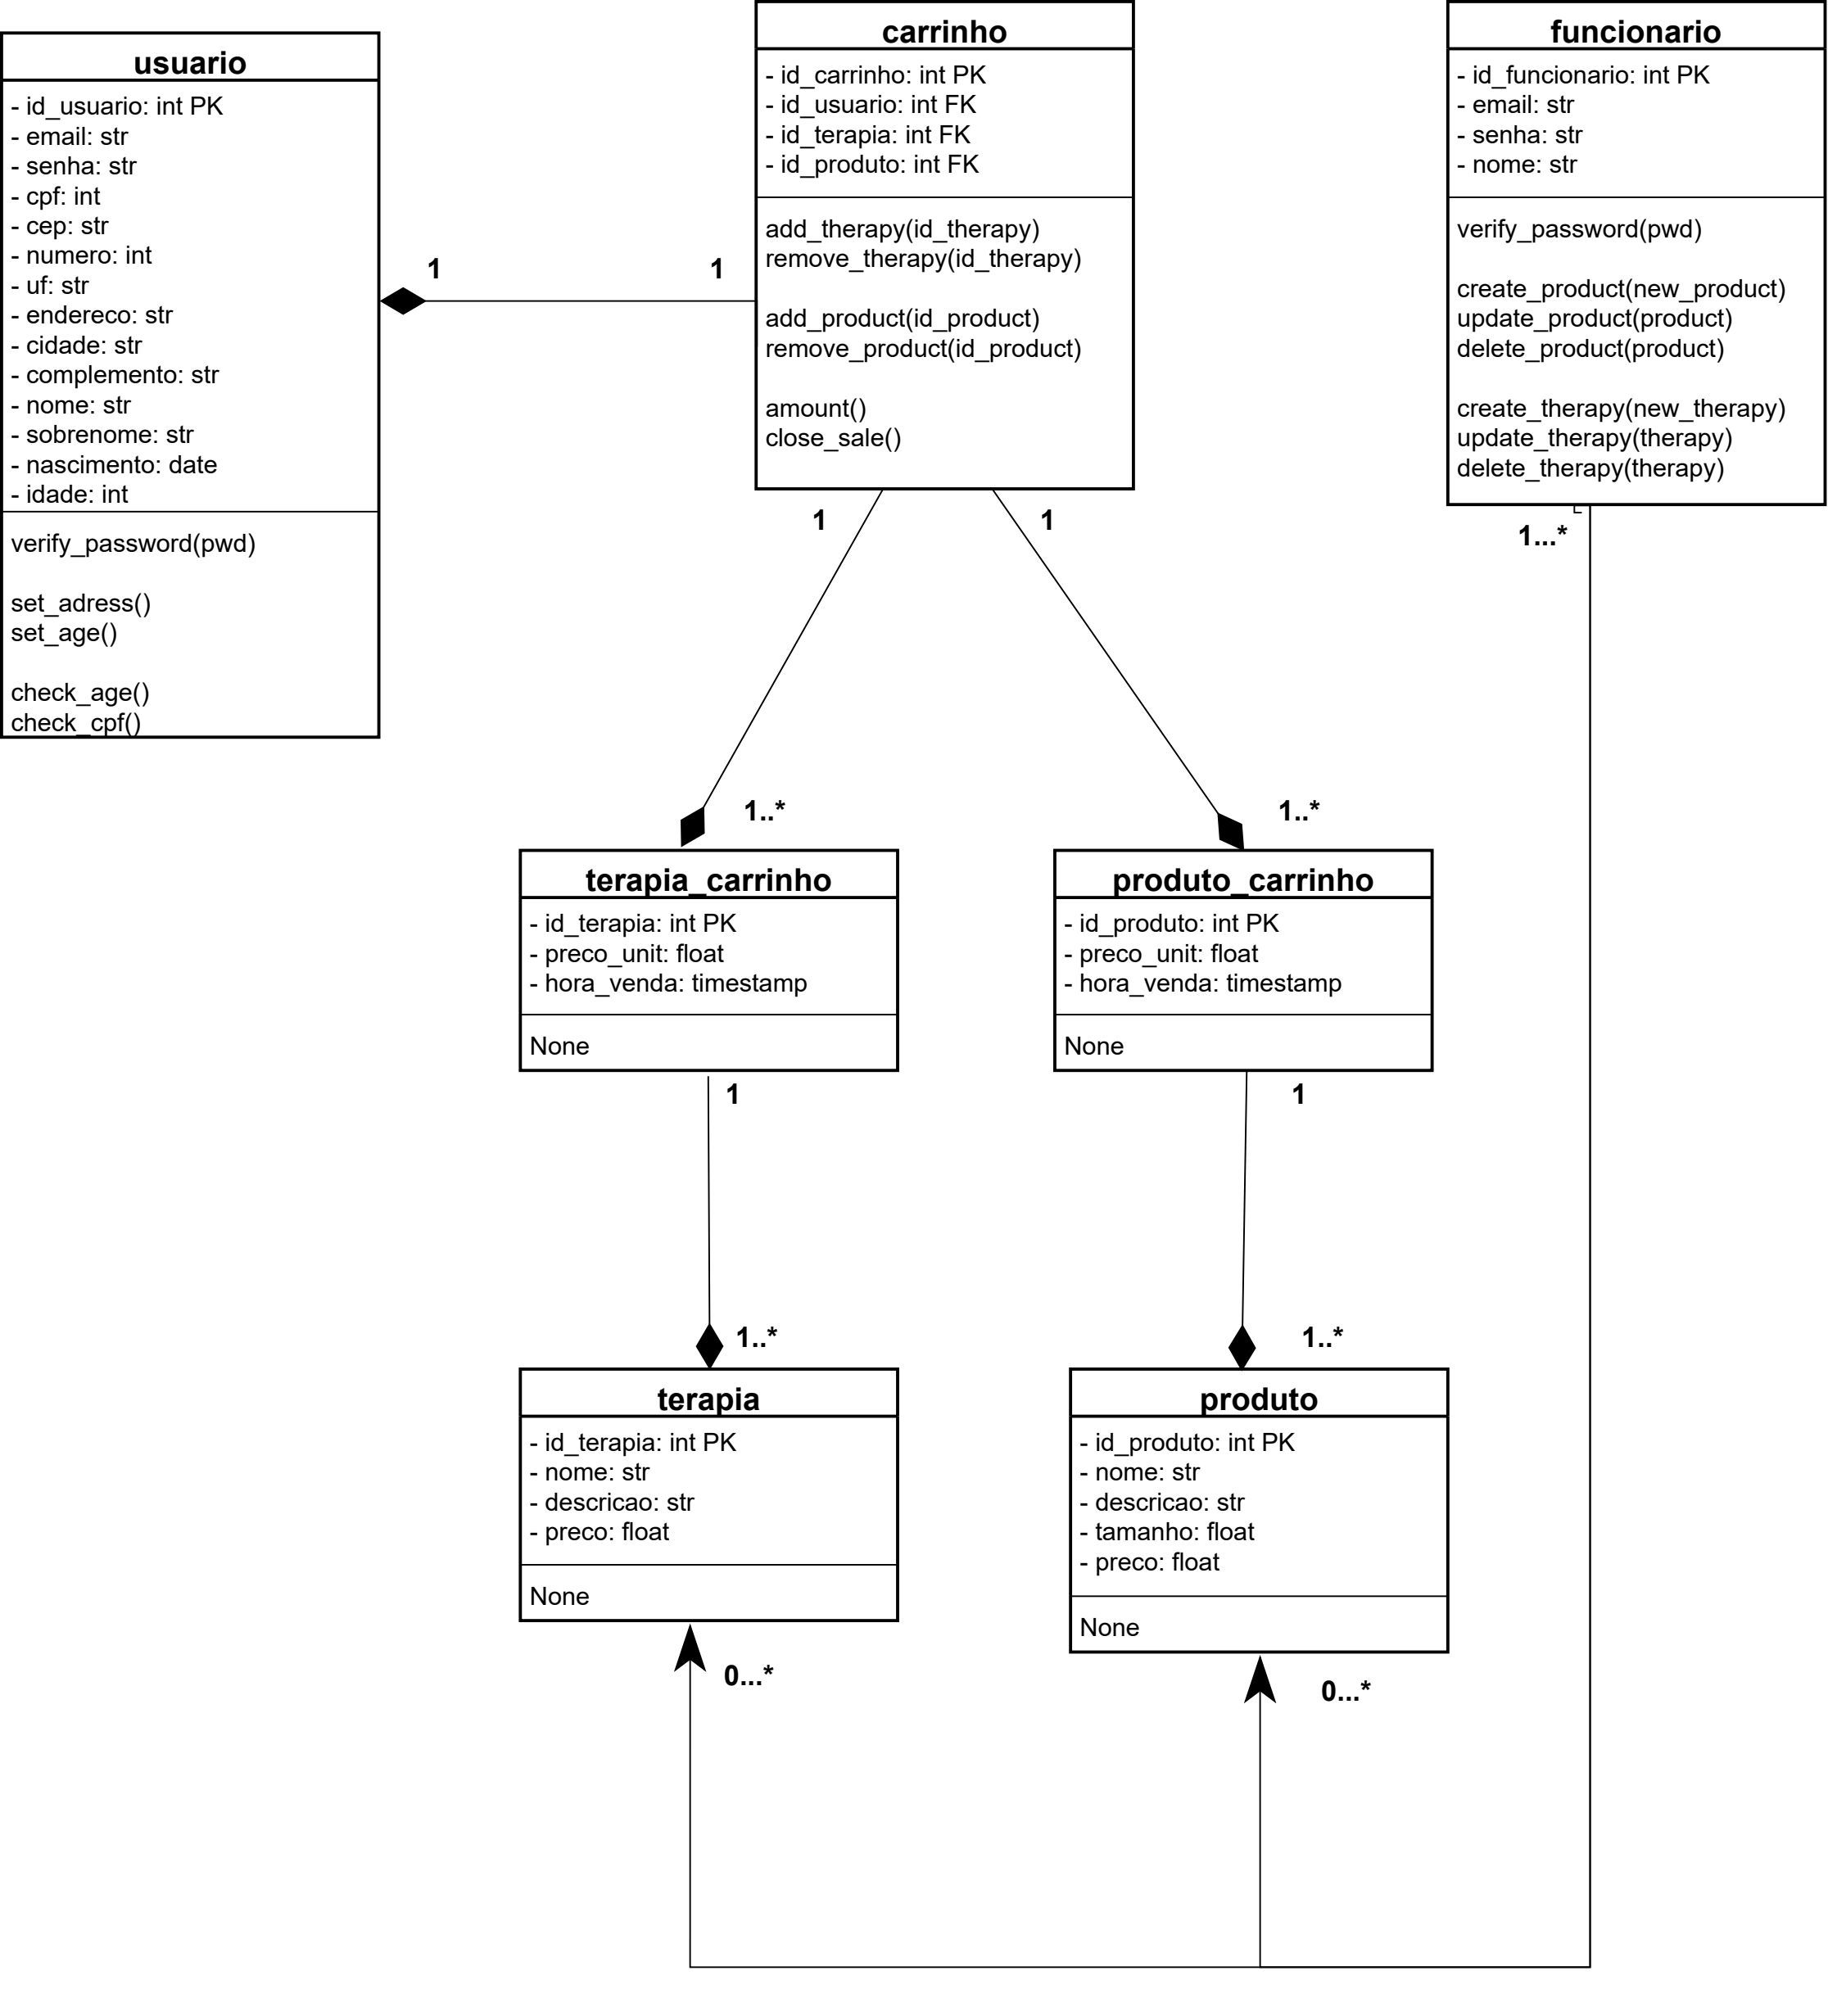 usuario
- id_usuario: int PK
- email: str
- senha: str
- cpf: int
- cep: str
- numero: int
- uf: str
- endereco: str
- cidade: str
- complemento: str
- nome: str
- sobrenome: str
- nascimento: date
- idade: int
verify_password(pwd)
set_adress()
set_age()
check_age()
check_cpf()
1
1
carrinho
- id_carrinho: int PK
- id_usuario: int FK
- id_terapia: int FK
- id_produto: int FK
add_therapy(id_therapy)
remove_therapy(id_therapy)
add_product(id_product)
remove_product(id_product)
amount()
close_sale()
1
1
funcionario
- id_funcionario: int PK
- email: str
- senha: str
- nome: str
verify_password(pwd)
create_product(new_product)
update_product(product)
delete_product(product)
create_therapy(new_therapy)
update_therapy(therapy)
delete_therapy(therapy)
1...*
1..*
1..*
terapia_carrinho
- id_terapia: int PK
- preco_unit: float
- hora_venda: timestamp
None
1
produto_carrinho
- id_produto: int PK
- preco_unit: float
- hora_venda: timestamp
None
1
1..*
1..*
terapia
- id_terapia: int PK
- nome: str
- descricao: str
- preco: float
None
0...*
produto
- id_produto: int PK
- nome: str
- descricao: str
- tamanho: float
- preco: float
None
0...*